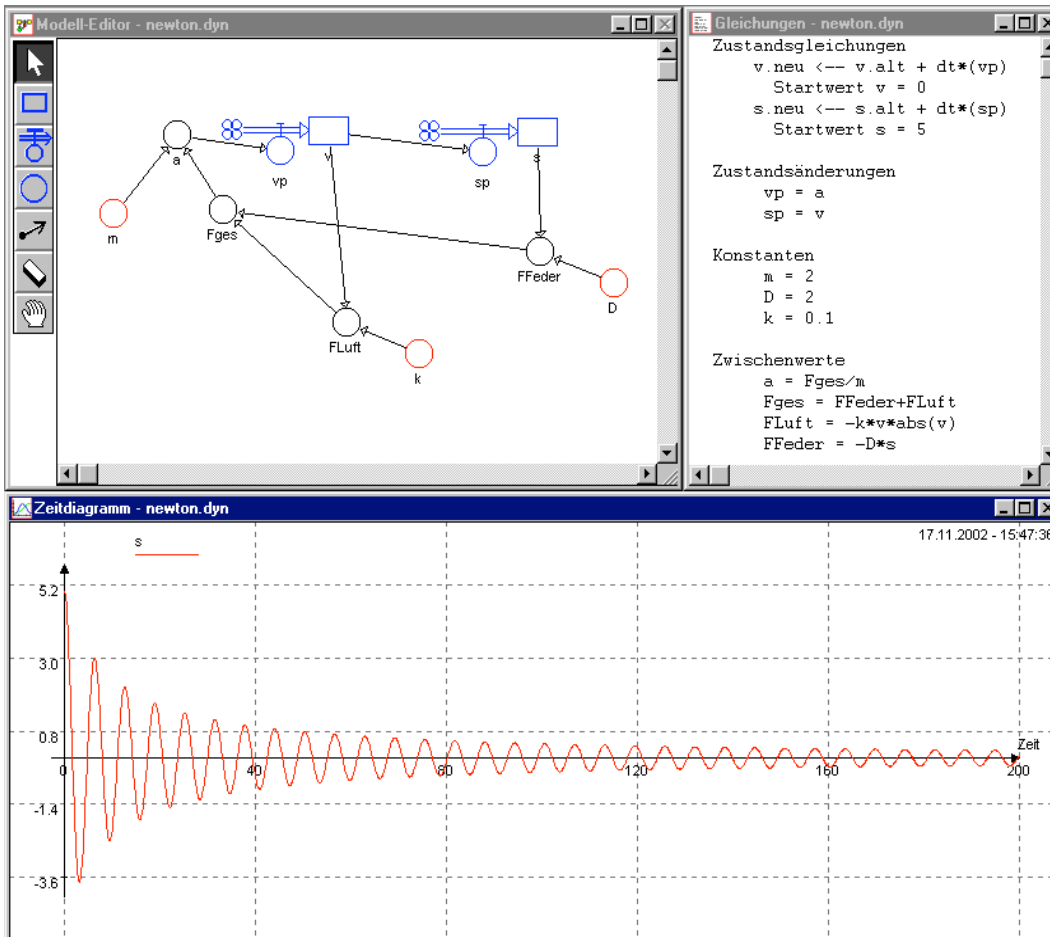 Modell-Editor - newton.dyn
a
vp
v
sp
s
m
Fges
FFeder
D
FLuft
k
Gleichungen - newton.dyn
Zustandsgleichungen
v.neu <-- v.alt + dt*(vp)
Startwert v = 0
s.neu <-- s.alt + dt*(sp)
Startwert s = 5
Zustandsänderungen
vp = a
sp = v
Konstanten
m = 2
D = 2
k = 0.1
Zwischenwerte
a = Fges/m
Fges = FFeder+FLuft
FLuft = -k*v*abs(v)
FFeder = -D*s
Zeitdiagramm - newton.dyn
17.11.2002 - 15:47:36
s
5.2
3.0
0.8
Zeit
0 40 80 120 160 200
-1.4
-3.6